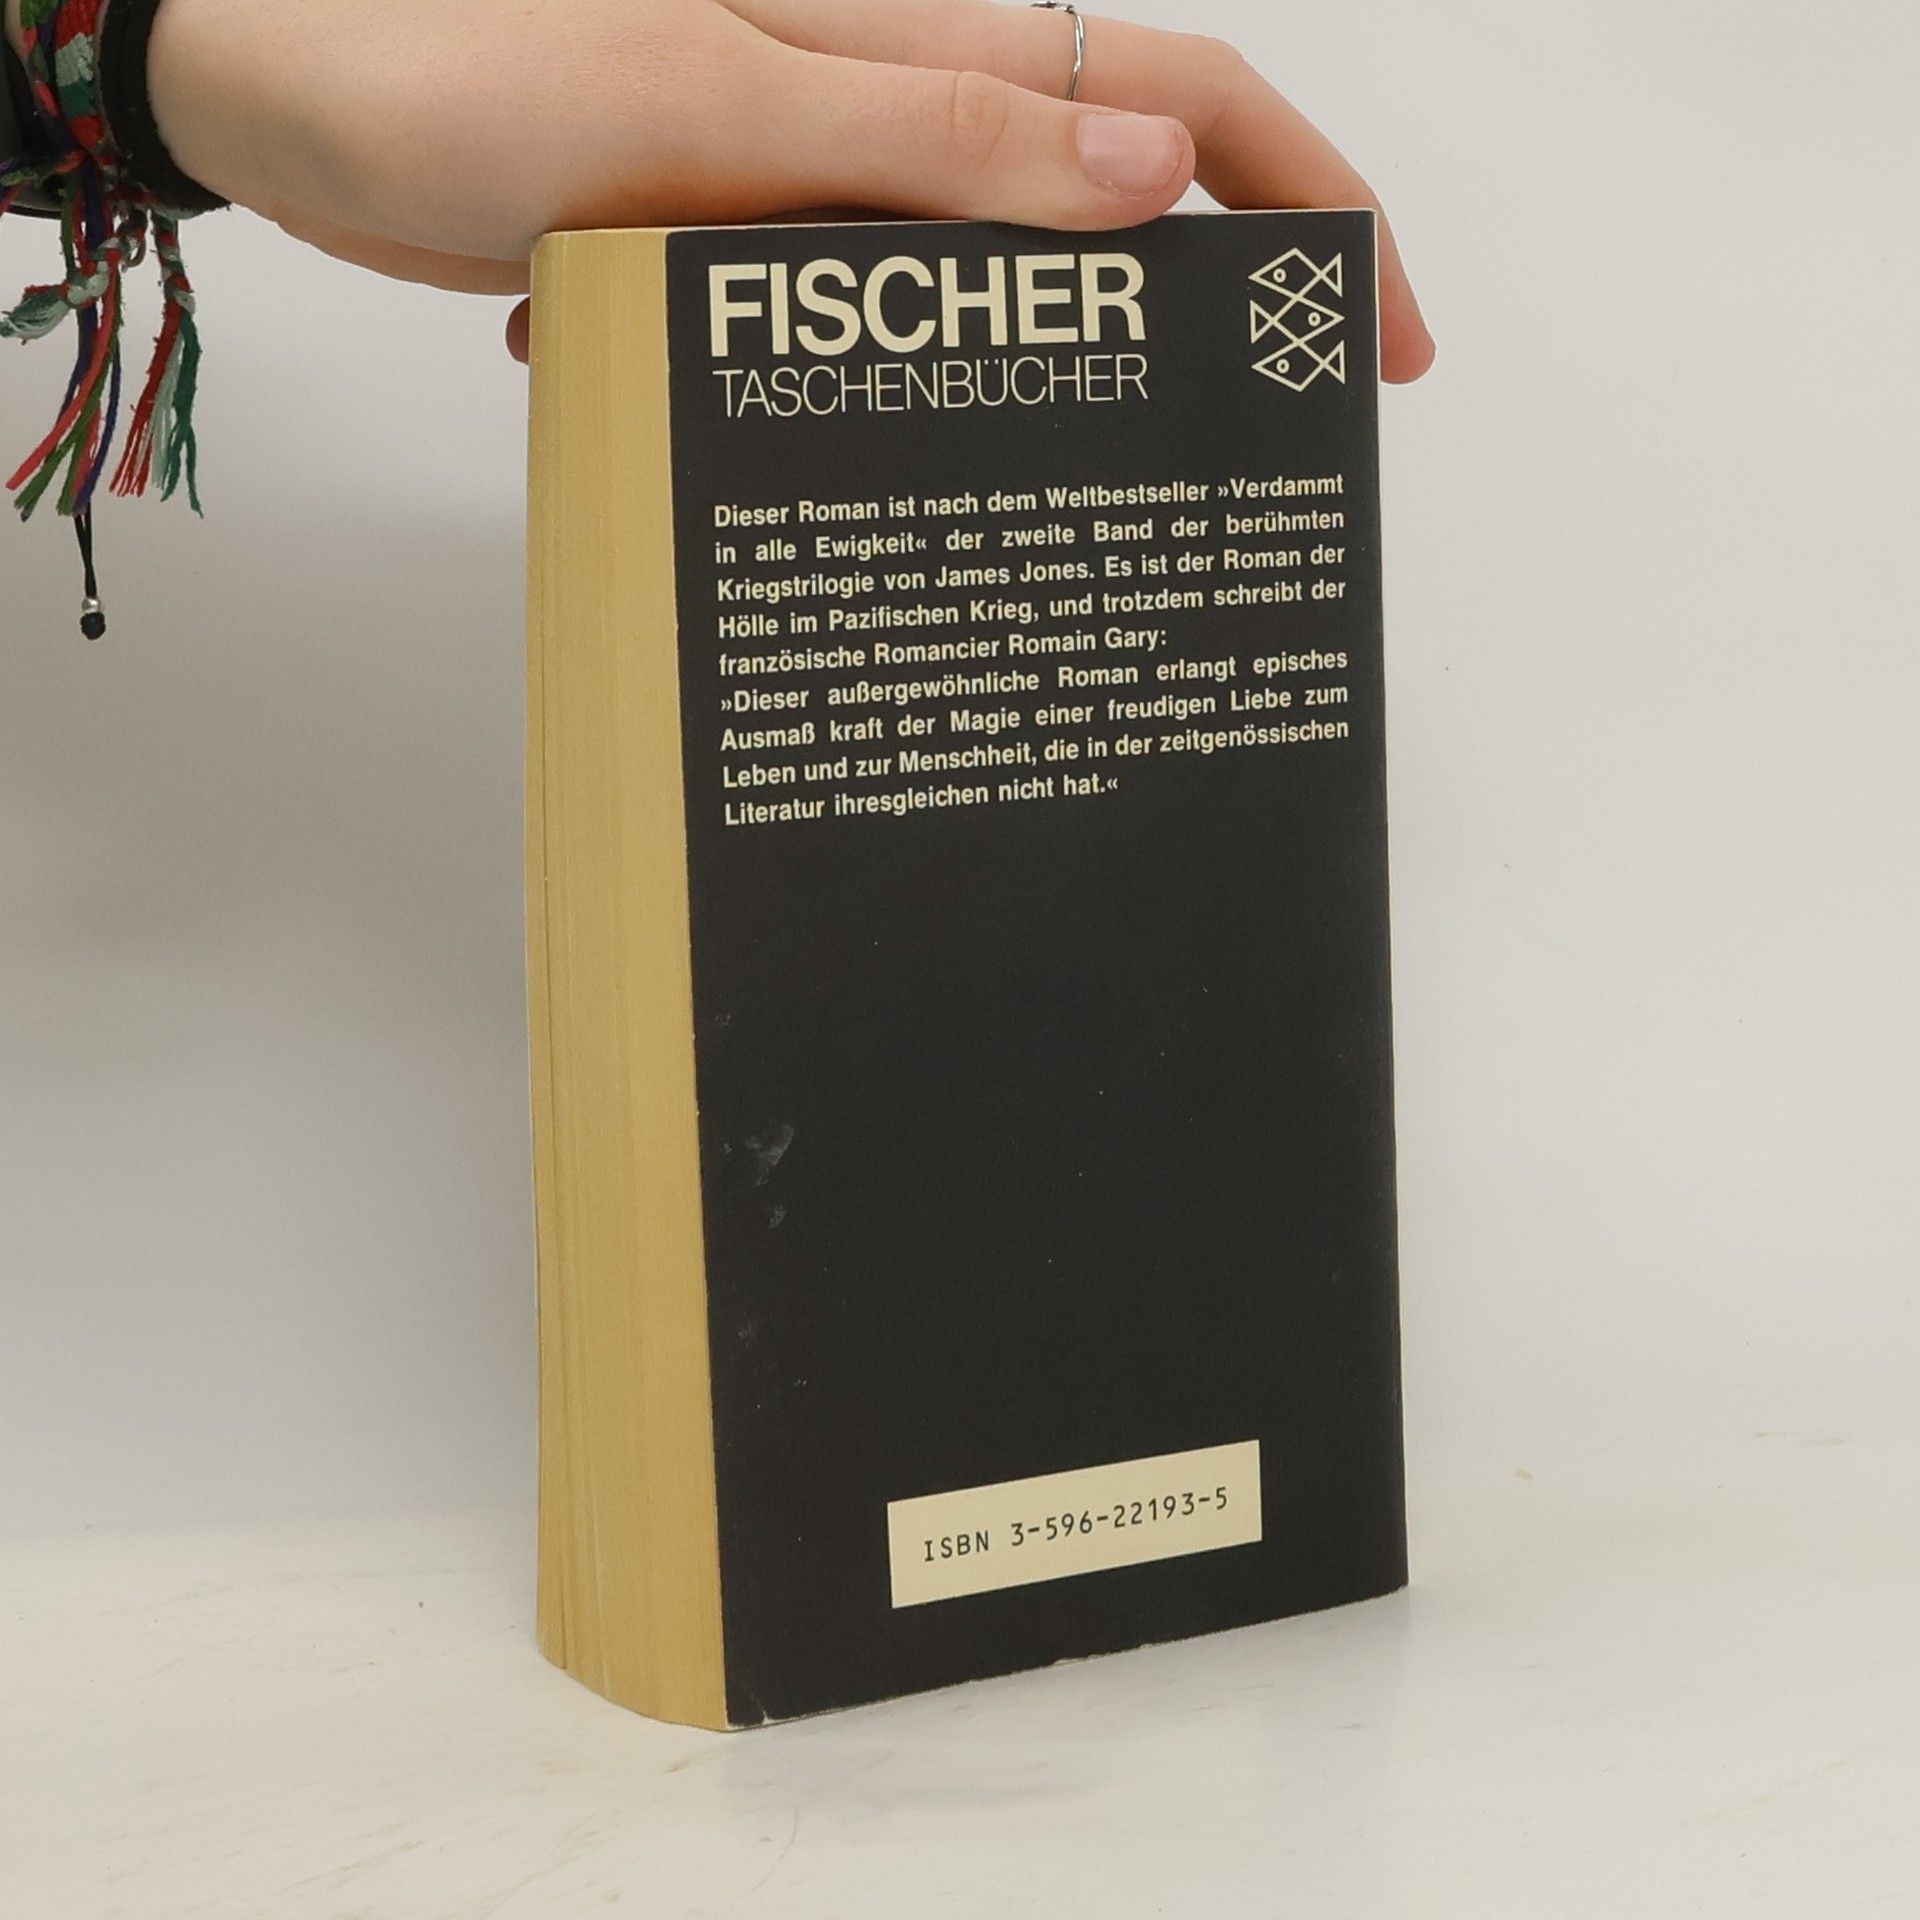 FISCHER
TASCHENBÜCHER
Dieser Roman ist nach dem Weltbestseller »Verdammt
in alle Ewigkeit« der zweite Band der berühmten
Kriegstrilogie von James Jones. Es ist der Roman der
Hölle im Pazifischen Krieg, und trotzdem schreibt der
französische Romancier Romain Gary:
»Dieser außergewöhnliche Roman erlangt episches
Ausmaß kraft der Magie einer freudigen Liebe zum
Leben und zur Menschheit, die in der zeitgenössischen
Literatur ihresgleichen nicht hat.«
ISBN 3-596-22193-5